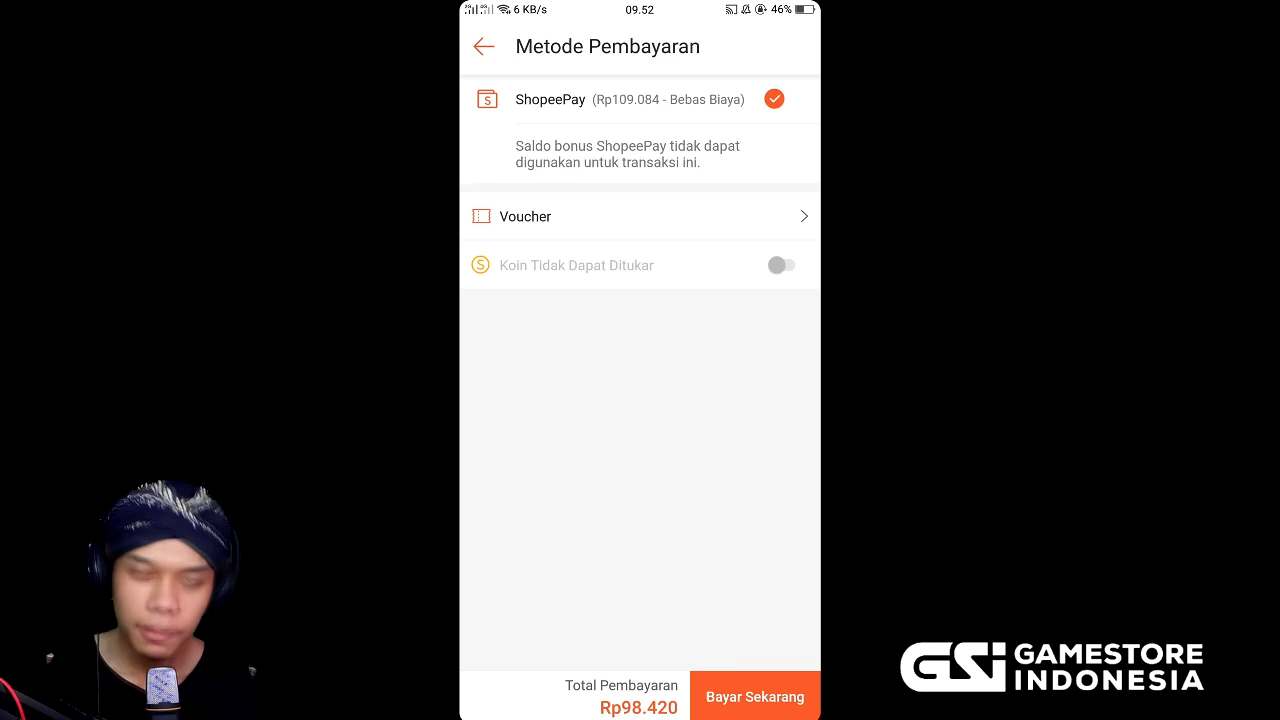 6 KB/s 09.52 46%
Metode Pembayaran
ShopeePay (Rp109.084 - Bebas Biaya)
Saldo bonus ShopeePay tidak dapat
digunakan untuk transaksi ini.
Voucher
Koin Tidak Dapat Ditukar
Total Pembayaran
Rp98.420
Bayar Sekarang
GSI GAMESTORE
INDONESIA